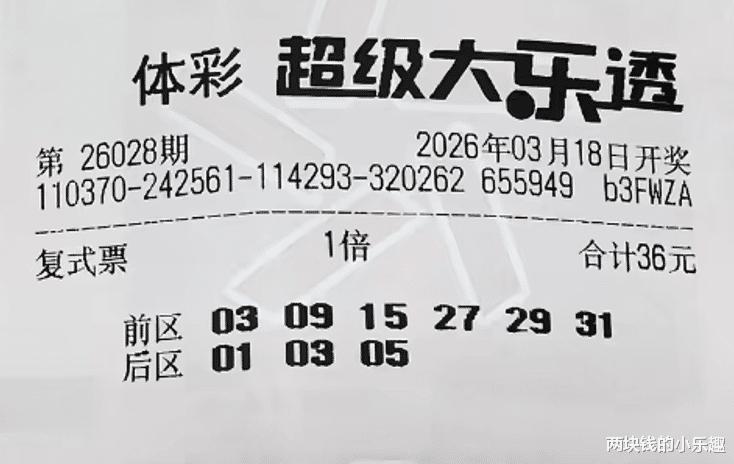 体彩 超级大乐透
第 26028期 2026年03月18日开奖
110370-242561-114293-320262 655949 b3FWZA
复式票 1倍 合计36元
前区 03 09 15 27 29 31
后区 01 03 05
两块钱的小乐趣